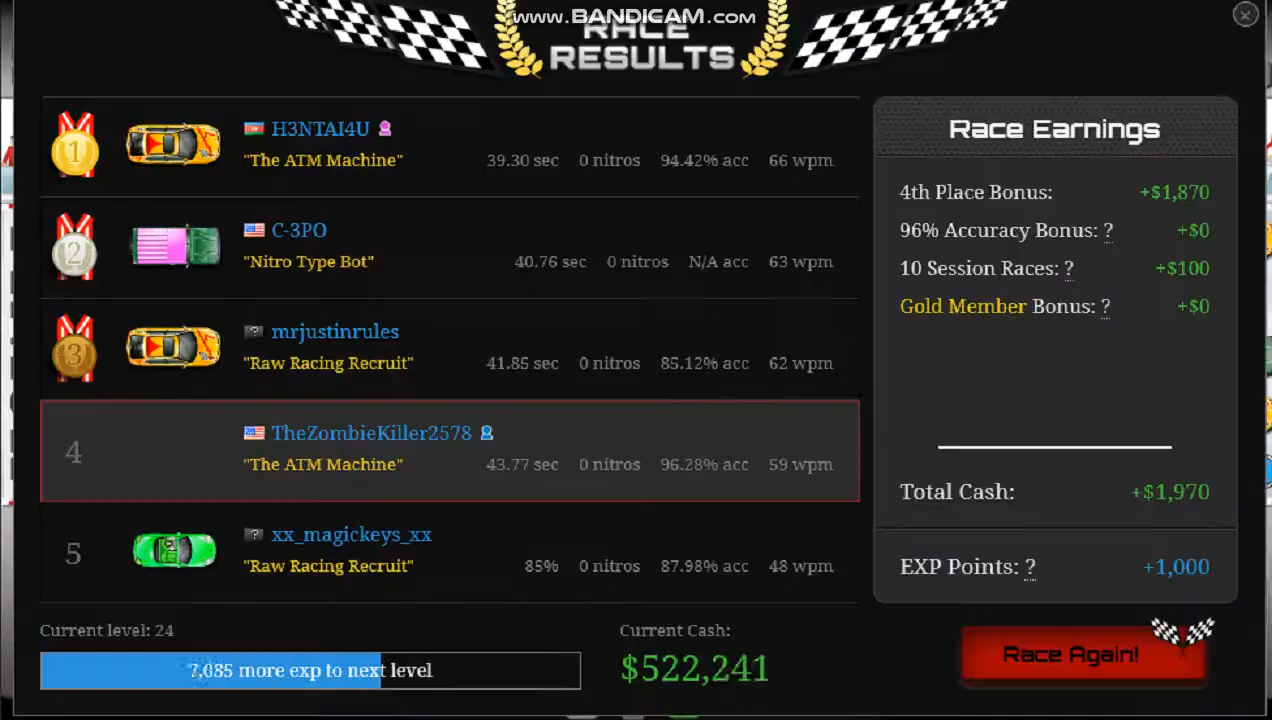 www.BANDICAM.com
RACE
RESULTS
1
H3NTAI4U
"The ATM Machine" 39.30 sec 0 nitros 94.42% acc 66 wpm
2
C-3PO
"Nitro Type Bot" 40.76 sec 0 nitros N/A acc 63 wpm
3
? mrjustinrules
"Raw Racing Recruit" 41.85 sec 0 nitros 85.12% acc 62 wpm
4
TheZombieKiller2578
"The ATM Machine" 43.77 sec 0 nitros 96.28% acc 59 wpm
5
? xx_magickeys_xx
"Raw Racing Recruit" 85% 0 nitros 87.98% acc 48 wpm
Race Earnings
4th Place Bonus: +$1,870
96% Accuracy Bonus: ? +$0
10 Session Races: ? +$100
Gold Member Bonus: ? +$0
Total Cash: +$1,970
EXP Points: ? +1,000
Current level: 24
more exp to next level
Current Cash:
$522,241
Race Again!